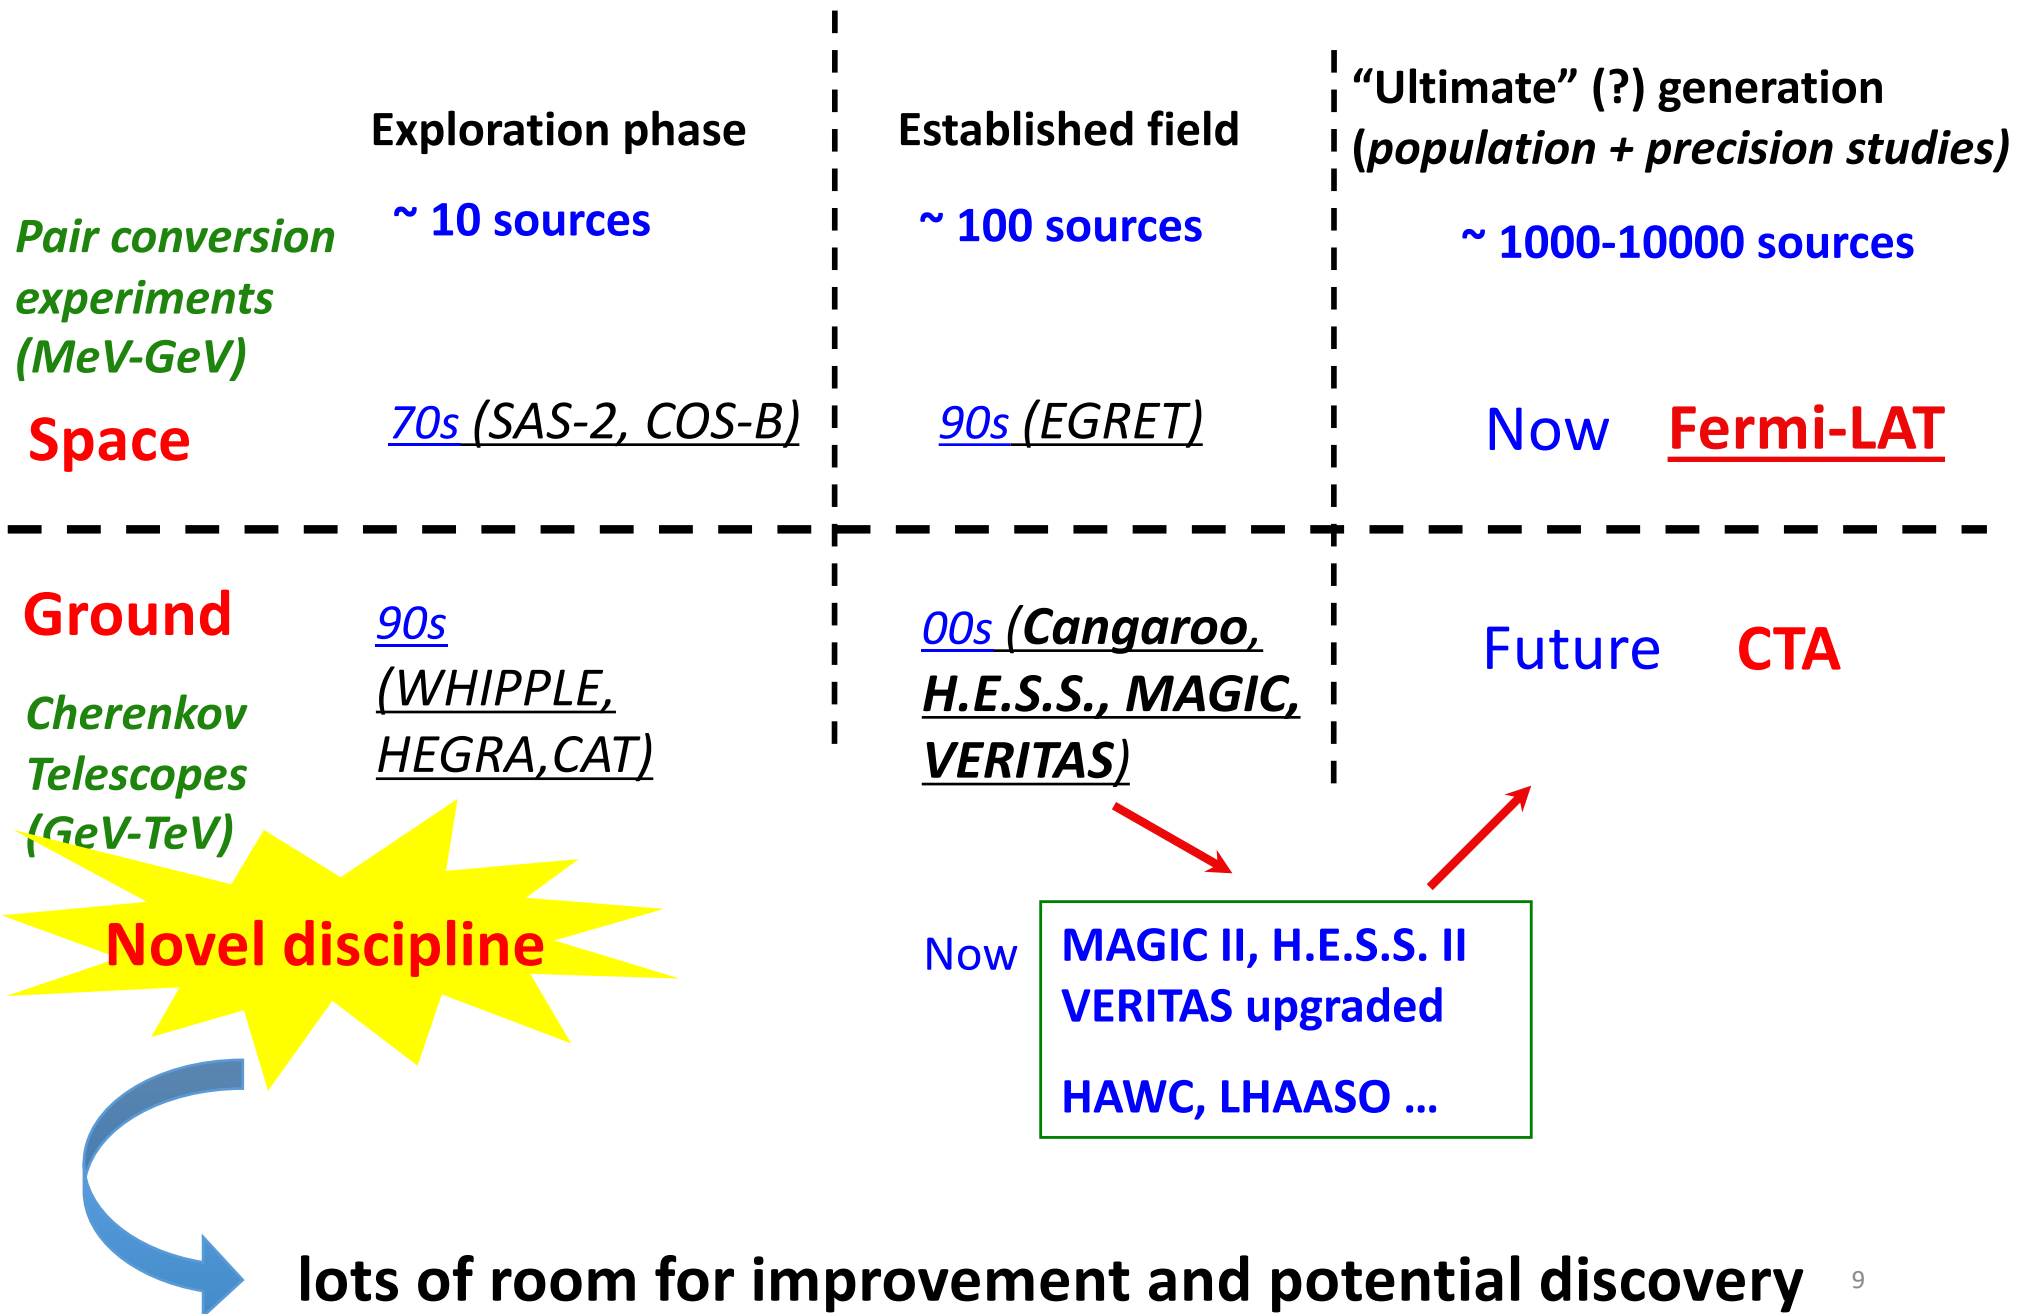 Exploration phase
Established field
“Ultimate” (?) generation
(population + precision studies)
~ 10 sources
~ 100 sources
~ 1000-10000 sources
Pair conversion
experiments
(MeV-GeV)
Space
70s (SAS-2, COS-B)
90s (EGRET)
Now Fermi-LAT
Ground
90s
(WHIPPLE,
HEGRA,CAT)
00s (Cangaroo,
H.E.S.S., MAGIC,
VERITAS)
Future CTA
Cherenkov
Telescopes
(GeV-TeV)
Novel discipline
Now
MAGIC II, H.E.S.S. II
VERITAS upgraded
HAWC, LHAASO ...
lots of room for improvement and potential discovery
9